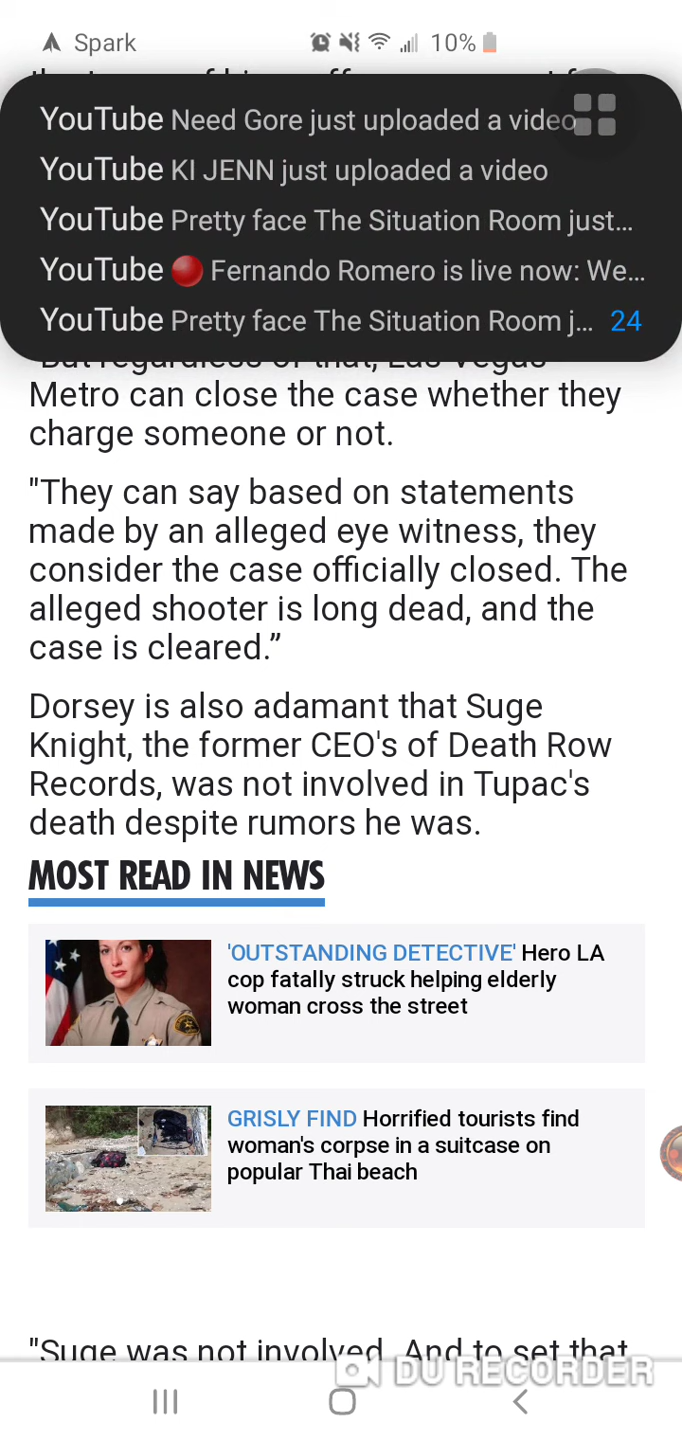 Spark
10%
YouTube Need Gore just uploaded a video
YouTube KI JENN just uploaded a video
YouTube Pretty face The Situation Room just...
YouTube 🔴 Fernando Romero is live now: We...
YouTube Pretty face The Situation Room j... 24
"But regardless of that, Las Vegas
Metro can close the case whether they
charge someone or not.
"They can say based on statements
made by an alleged eye witness, they
consider the case officially closed. The
alleged shooter is long dead, and the
case is cleared.”
Dorsey is also adamant that Suge
Knight, the former CEO's of Death Row
Records, was not involved in Tupac's
death despite rumors he was.
MOST READ IN NEWS
'OUTSTANDING DETECTIVE' Hero LA
cop fatally struck helping elderly
woman cross the street
GRISLY FIND Horrified tourists find
woman's corpse in a suitcase on
popular Thai beach
"Suge was not involved. And to set that
DU RECORDER